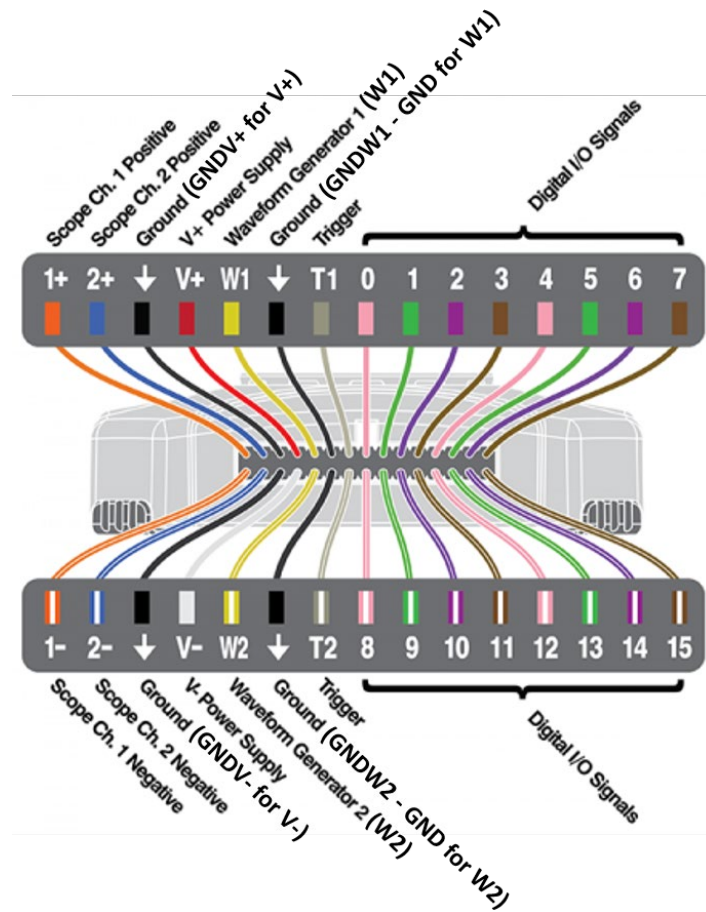 Scope Ch. 1 Positive
Scope Ch. 2 Positive
Ground (GNDV+ for V+)
V+ Power Supply
Waveform Generator 1 (W1)
Ground (GNDW1 - GND for W1)
Trigger
Digital I/O Signals
1+ 2+ ↓ V+ W1 ↓ T1 0 1 2 3 4 5 6 7
1- 2- ↓ V- W2 ↓ T2 8 9 10 11 12 13 14 15
Scope Ch. 1 Negative
Scope Ch. 2 Negative
Ground (GNDV- for V-)
V- Power Supply
Waveform Generator 2 (W2)
Ground (GNDW2 - GND for W2)
Trigger
Digital I/O Signals